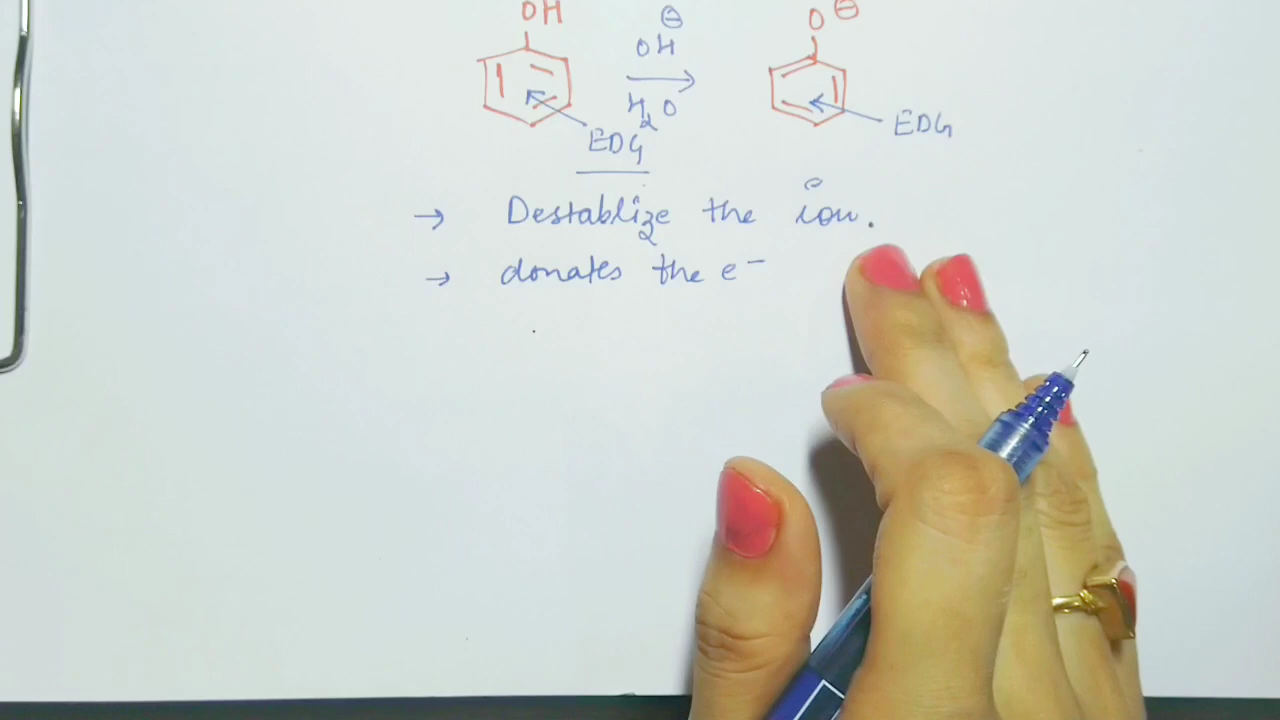 OH
OH⊖
H2O
O⊖
EDG
EDG
→ Destablize the ion.
→ donates the e⁻